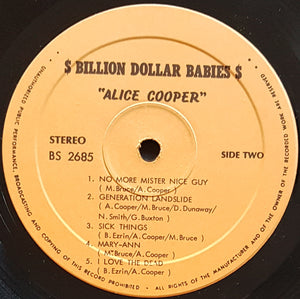 $ BILLION DOLLAR BABIES $
"ALICE COOPER"
STEREO
BS 2685
SIDE TWO
1. NO MORE MISTER NICE GUY
( M.Bruce/A.Cooper )
2. GENERATION LANDSLIDE
( A.Cooper/M.Bruce/D.Dunaway/
N.Smith/G.Buxton )
3. SICK THINGS
( B.Ezrin/A.Cooper/M.Bruce )
4. MARY-ANN
( M.Bruce/A.Cooper )
5. I LOVE THE DEAD
( B.Ezrin/A.Cooper )
UNAUTHORISED PUBLIC PERFORMANCE, BROADCASTING AND COPYING OF THIS RECORD PROHIBITED • ALL RIGHTS OF THE MANUFACTURER AND OF THE OWNER OF THE RECORDED WORK ARE RESERVED